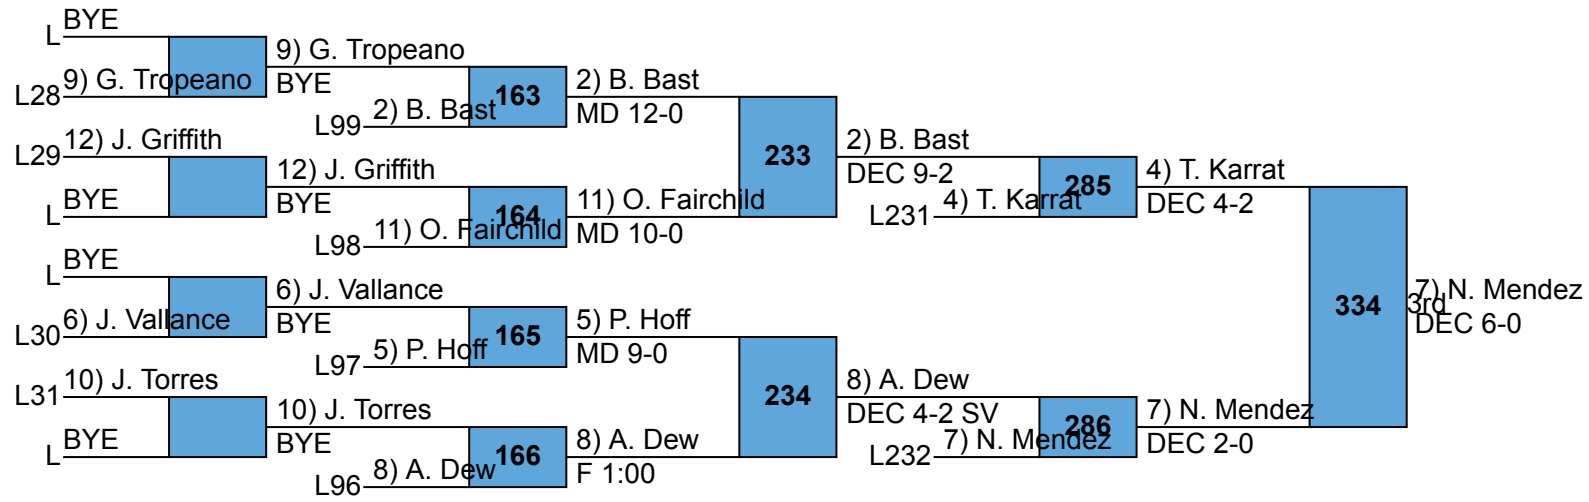 BYE
L
9) G. Tropeano
L28
9) G. Tropeano
BYE
2) B. Bast
L99
163
2) B. Bast
MD 12-0
12) J. Griffith
L29
BYE
L
12) J. Griffith
BYE
11) O. Fairchild
L98
164
11) O. Fairchild
MD 10-0
233
2) B. Bast
DEC 9-2
4) T. Karrat
L231
285
4) T. Karrat
DEC 4-2
BYE
L
6) J. Vallance
L30
6) J. Vallance
BYE
5) P. Hoff
L97
165
5) P. Hoff
MD 9-0
10) J. Torres
L31
BYE
L
10) J. Torres
BYE
8) A. Dew
L96
166
8) A. Dew
F 1:00
234
8) A. Dew
DEC 4-2 SV
7) N. Mendez
L232
286
7) N. Mendez
DEC 2-0
334
3rd
7) N. Mendez
DEC 6-0